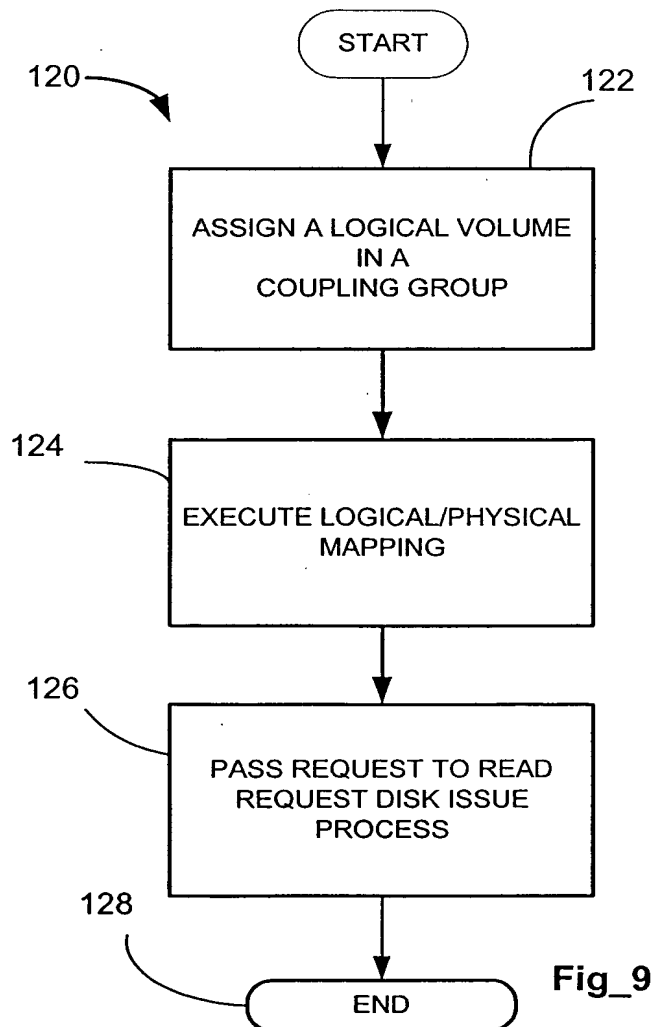 START
120
122
ASSIGN A LOGICAL VOLUME
IN A
COUPLING GROUP
124
EXECUTE LOGICAL/PHYSICAL
MAPPING
126
PASS REQUEST TO READ
REQUEST DISK ISSUE
PROCESS
128
END
Fig_9